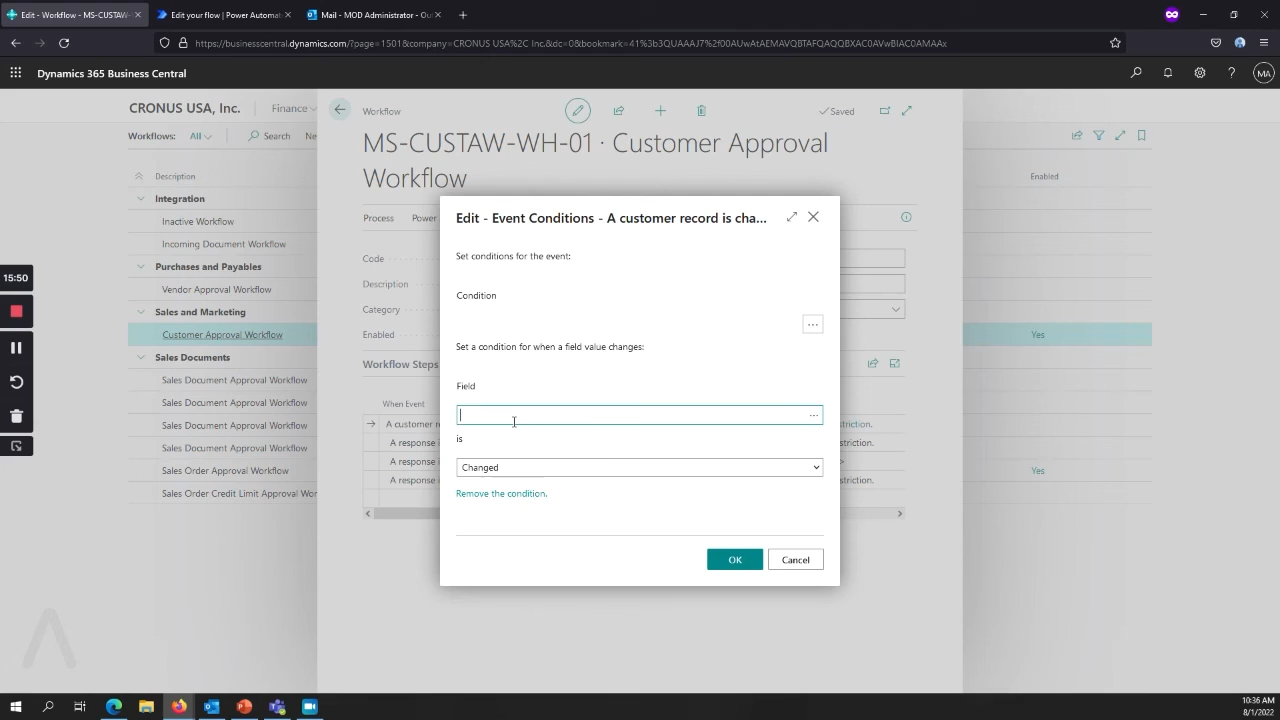 Edit - Workflow - MS-CUSTAW-
Edit your flow | Power Automat
Mail - MOD Administrator - Out
https://businesscentral.dynamics.com/?page=1501&company=CRONUS USA%2C Inc.&dc=0&bookmark=41%3b3QUAAAJ7%2f00AUwAtAEMAVQBTAFQAQQBXAC0AVwBIAC0AMAAx
Dynamics 365 Business Central
MA
CRONUS USA, Inc.
Finance
Workflows:
All
Search
Ne
Description
Enabled
Integration
Inactive Workflow
Incoming Document Workflow
Purchases and Payables
Vendor Approval Workflow
Sales and Marketing
Customer Approval Workflow
Yes
Sales Documents
Sales Document Approval Workflow
Sales Document Approval Workflow
Sales Document Approval Workflow
Sales Document Approval Workflow
Sales Order Approval Workflow
Yes
Sales Order Credit Limit Approval Wor
Workflow
Saved
MS-CUSTAW-WH-01 · Customer Approval
Workflow
Process
Power
Code
Description
Category
Enabled
Workflow Steps
When Event
A customer r
striction.
A response i
A response i
>
A response i
striction.
Edit - Event Conditions - A customer record is cha...
Set conditions for the event:
Condition
...
Set a condition for when a field value changes:
Field
...
is
Changed
Remove the condition.
OK
Cancel
15:50
10:36 AM
8/1/2022